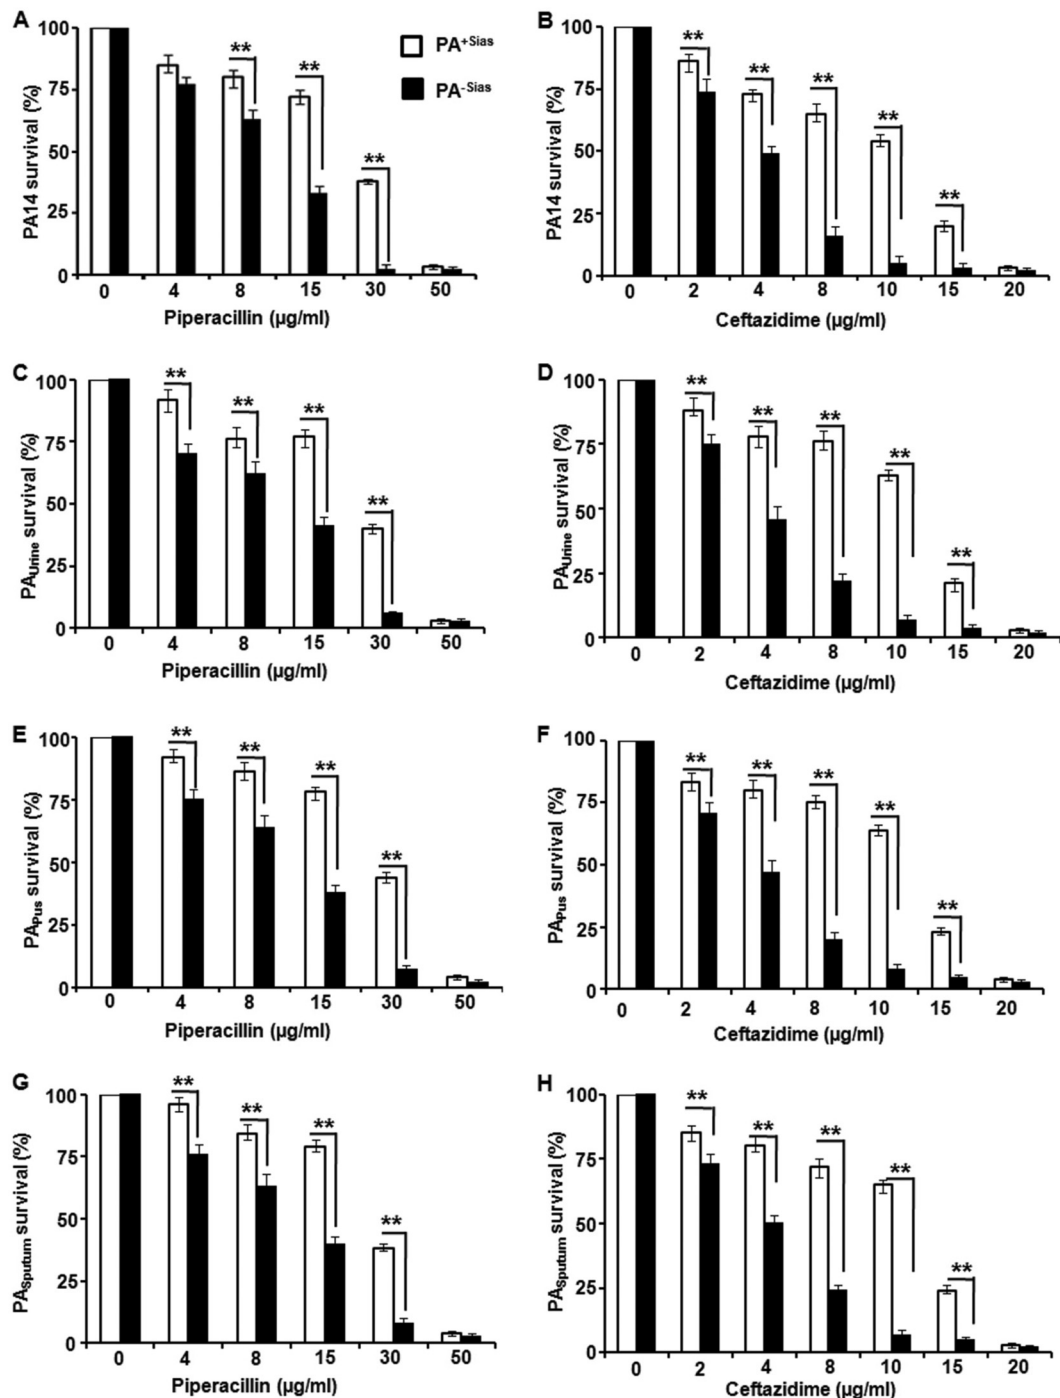 A
PA14 survival (%)
100
75
50
25
0
**
**
**
PA+Sias
PA-Sias
0 4 8 15 30 50
Piperacillin (µg/ml)
B
PA14 survival (%)
100
75
50
25
0
**
**
**
**
**
0 2 4 8 10 15 20
Ceftazidime (µg/ml)
C
PAUrine survival (%)
100
75
50
25
0
**
**
**
**
0 4 8 15 30 50
Piperacillin (µg/ml)
D
PAUrine survival (%)
100
75
50
25
0
**
**
**
**
**
0 2 4 8 10 15 20
Ceftazidime (µg/ml)
E
PAPus survival (%)
100
75
50
25
0
**
**
**
**
0 4 8 15 30 50
Piperacillin (µg/ml)
F
PAPus survival (%)
100
75
50
25
0
**
**
**
**
**
0 2 4 8 10 15 20
Ceftazidime (µg/ml)
G
PASputum survival (%)
100
75
50
25
0
**
**
**
**
0 4 8 15 30 50
Piperacillin (µg/ml)
H
PASputum survival (%)
100
75
50
25
0
**
**
**
**
**
0 2 4 8 10 15 20
Ceftazidime (µg/ml)